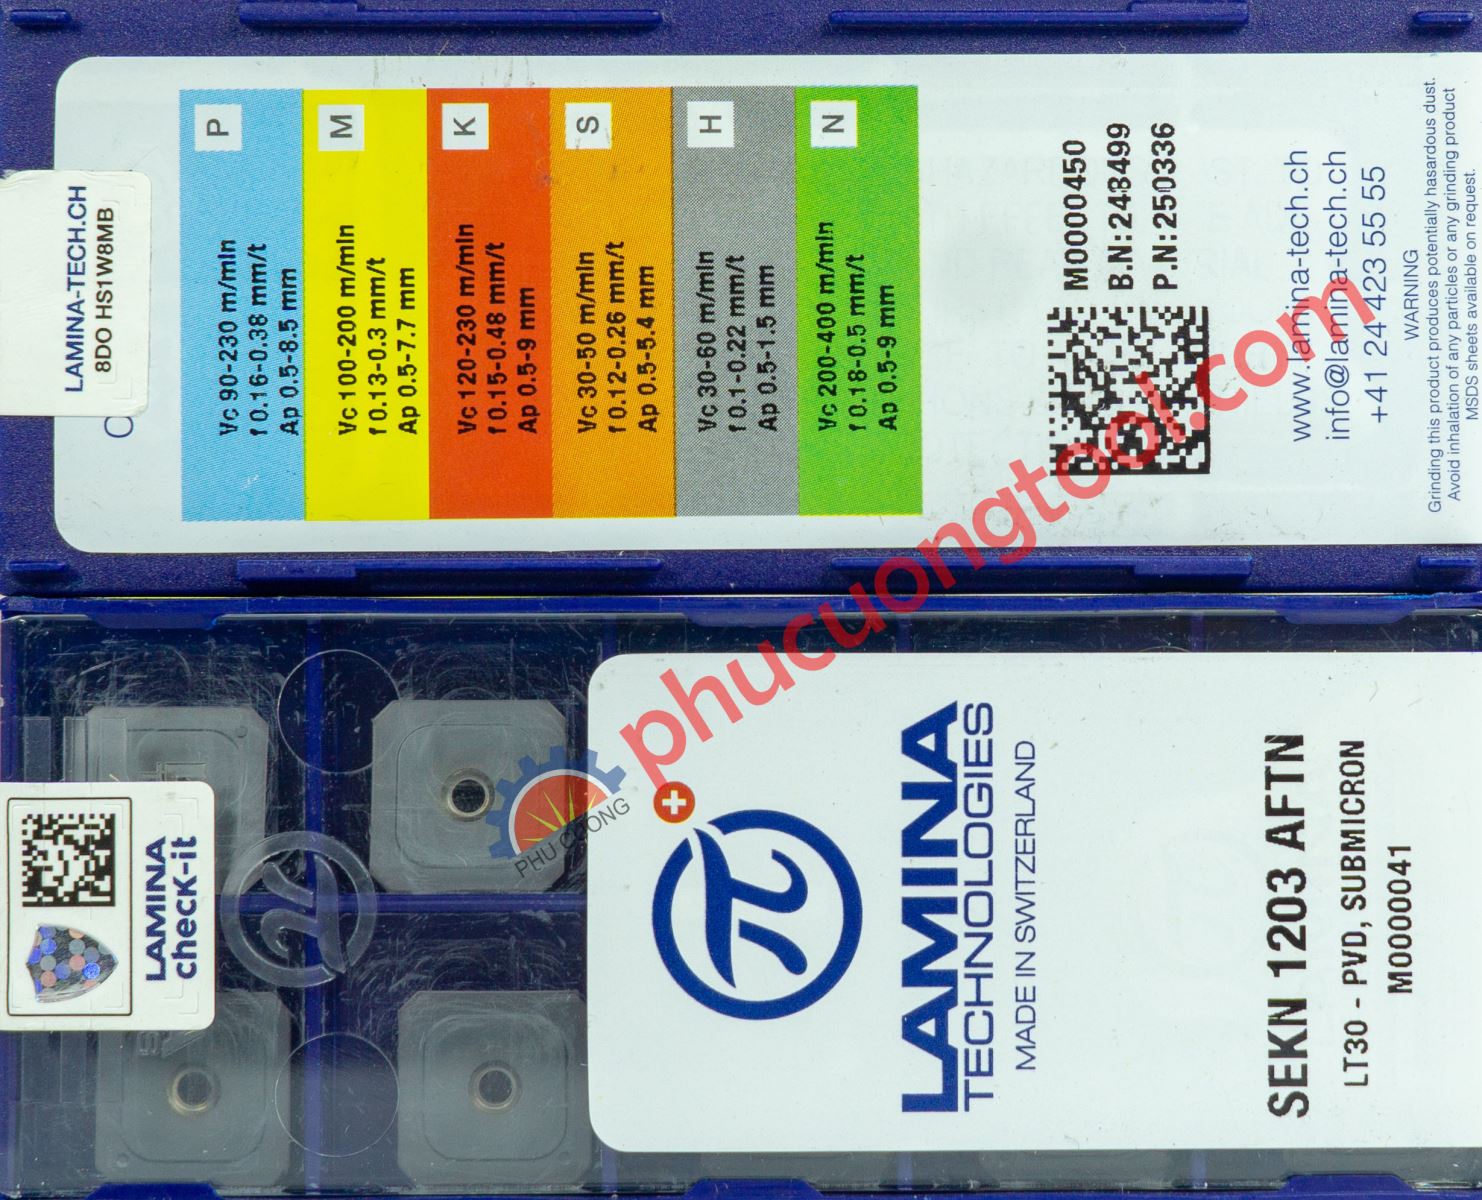 LAMINA-TECH.CH
8DO HS1W8MB
P
Vc 90-230 m/min
f 0.16-0.38 mm/t
Ap 0.5-8.5 mm
M
Vc 100-200 m/min
f 0.13-0.3 mm/t
Ap 0.5-7.7 mm
K
Vc 120-230 m/min
f 0.15-0.48 mm/t
Ap 0.5-9 mm
S
Vc 30-50 m/min
f 0.12-0.26 mm/t
Ap 0.5-5.4 mm
H
Vc 30-60 m/min
f 0.1-0.22 mm/t
Ap 0.5-1.5 mm
N
Vc 200-400 m/min
f 0.18-0.5 mm/t
Ap 0.5-9 mm
M0000450
B.N:248499
P.N:250336
www.lamina-tech.ch
info@lamina-tech.ch
+41 24 423 55 55
WARNING
Grinding this product produces potentially hasardous dust.
Avoid inhalation of any particles or any grinding product
MSDS sheets available on request.
phucuongtool.com
PHU CUONG
LAMINA
checK-it
π
LAMINA
TECHNOLOGIES
MADE IN SWITZERLAND
SEKN 1203 AFTN
LT30 - PVD, SUBMICRON
M0000041